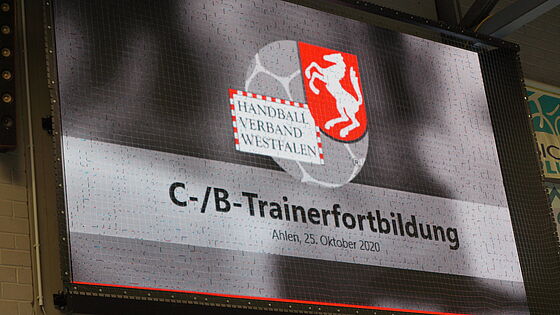 HANDBALL
VERBAND
WESTFALEN
C-/B-Trainerfortbildung
Ahlen, 25. Oktober 2020